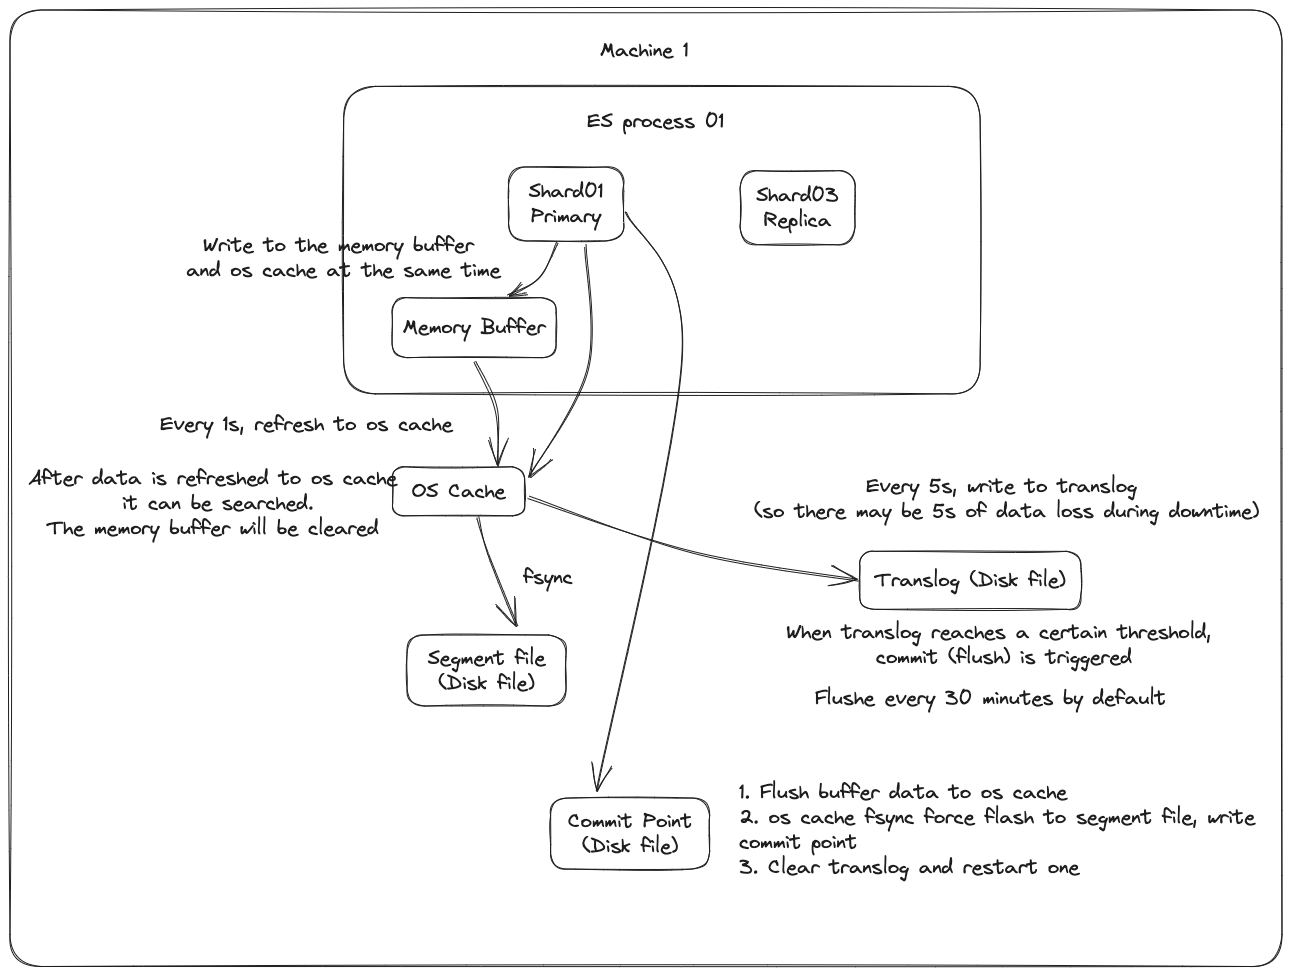 Machine 1
ES process 01
Shard01
Primary
Shard03
Replica
Write to the memory buffer
and os cache at the same time
Memory Buffer
Every 1s, refresh to os cache
After data is refreshed to os cache
it can be searched.
The memory buffer will be cleared
OS Cache
Every 5s, write to translog
(so there may be 5s of data loss during downtime)
fsync
Translog (Disk file)
When translog reaches a certain threshold,
commit (flush) is triggered
Segment file
(Disk file)
Flushe every 30 minutes by default
Commit Point
(Disk file)
1. Flush buffer data to os cache
2. os cache fsync force flash to segment file, write
commit point
3. Clear translog and restart one